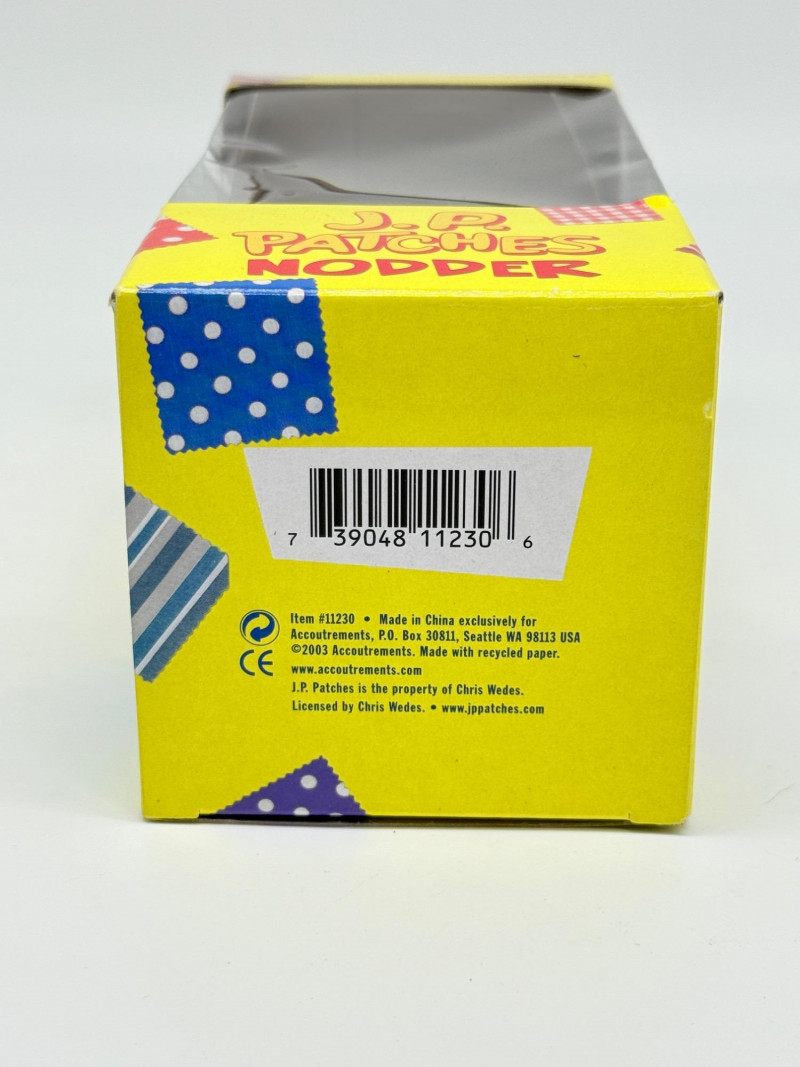 J.P.
PATCHES
NODDER
7 39048 11230 6
Item #11230 • Made in China exclusively for
Accoutrements, P.O. Box 30811, Seattle WA 98113 USA
©2003 Accoutrements. Made with recycled paper.
CE
www.accoutrements.com
J.P. Patches is the property of Chris Wedes.
Licensed by Chris Wedes. • www.jppatches.com